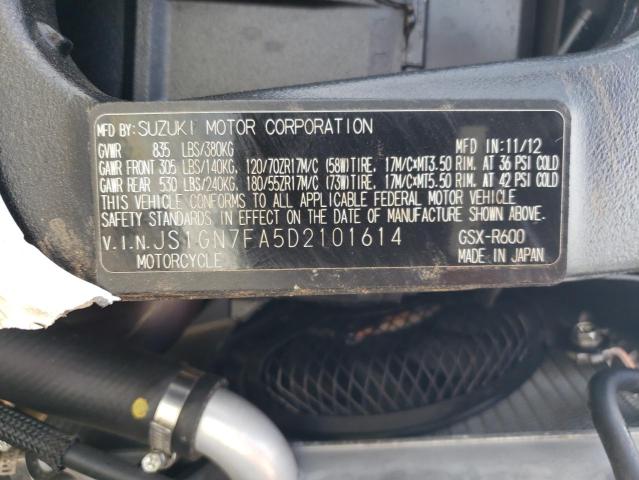 MFD BY: SUZUKI MOTOR CORPORATION MFD IN: 11/12
GVWR 835 LBS/380KG
GAWR FRONT 305 LBS/140KG, 120/70ZR17M/C (58W)TIRE, 17M/C×MT3.50 RIM. AT 36 PSI COLD
GAWR REAR 530 LBS/240KG, 180/55ZR17M/C (73W)TIRE, 17M/C×MT5.50 RIM. AT 42 PSI COLD
THIS VEHICLE CONFORMS TO ALL APPLICABLE FEDERAL MOTOR VEHICLE
SAFETY STANDARDS IN EFFECT ON THE DATE OF MANUFACTURE SHOWN ABOVE.
V.I.N. JS1GN7FA5D2101614 GSX-R600
MOTORCYCLE MADE IN JAPAN